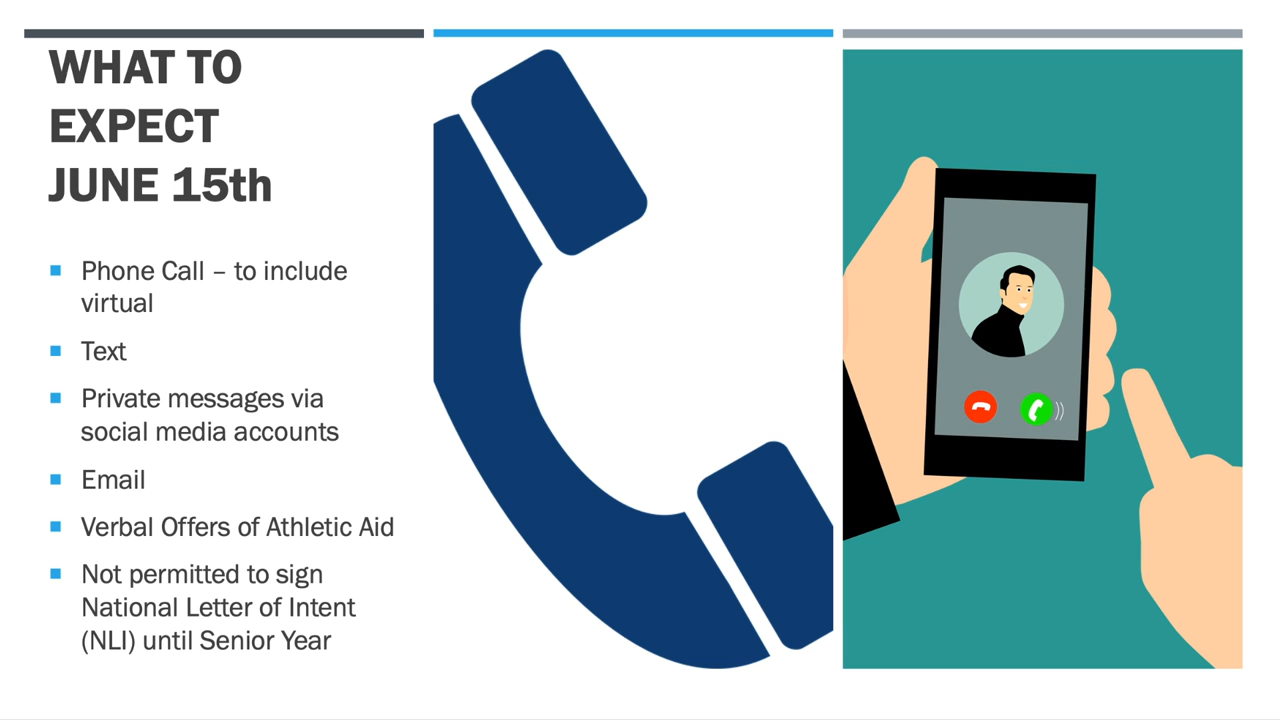 WHAT TO
EXPECT
JUNE 15th
Phone Call – to include
virtual
Text
Private messages via
social media accounts
Email
Verbal Offers of Athletic Aid
Not permitted to sign
National Letter of Intent
(NLI) until Senior Year